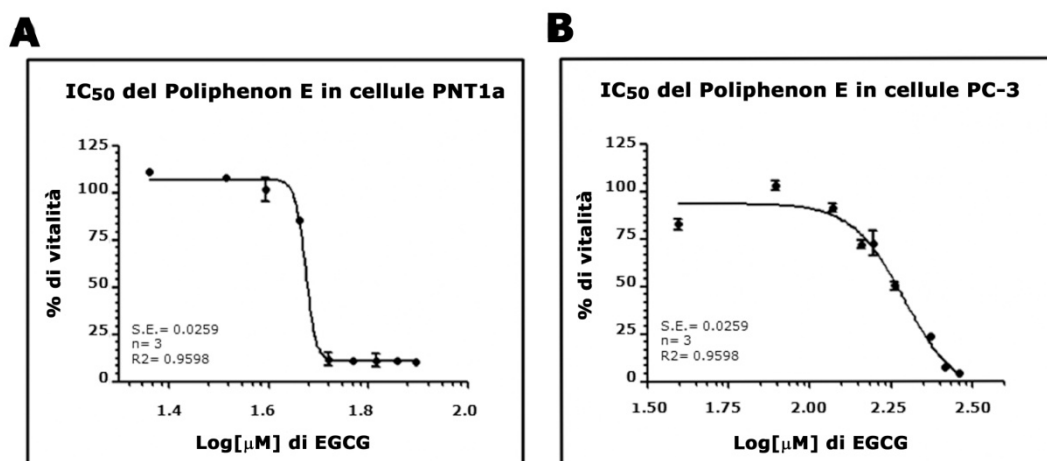 A
IC50 del Poliphenon E in cellule PNT1a
% di vitalità
125
100
75
50
25
0
S.E.= 0.0259
n= 3
R2= 0.9598
1.4
1.6
1.8
2.0
Log[μM] di EGCG
B
IC50 del Poliphenon E in cellule PC-3
% di vitalità
125
100
75
50
25
0
S.E.= 0.0259
n= 3
R2= 0.9598
1.50
1.75
2.00
2.25
2.50
Log[μM] di EGCG